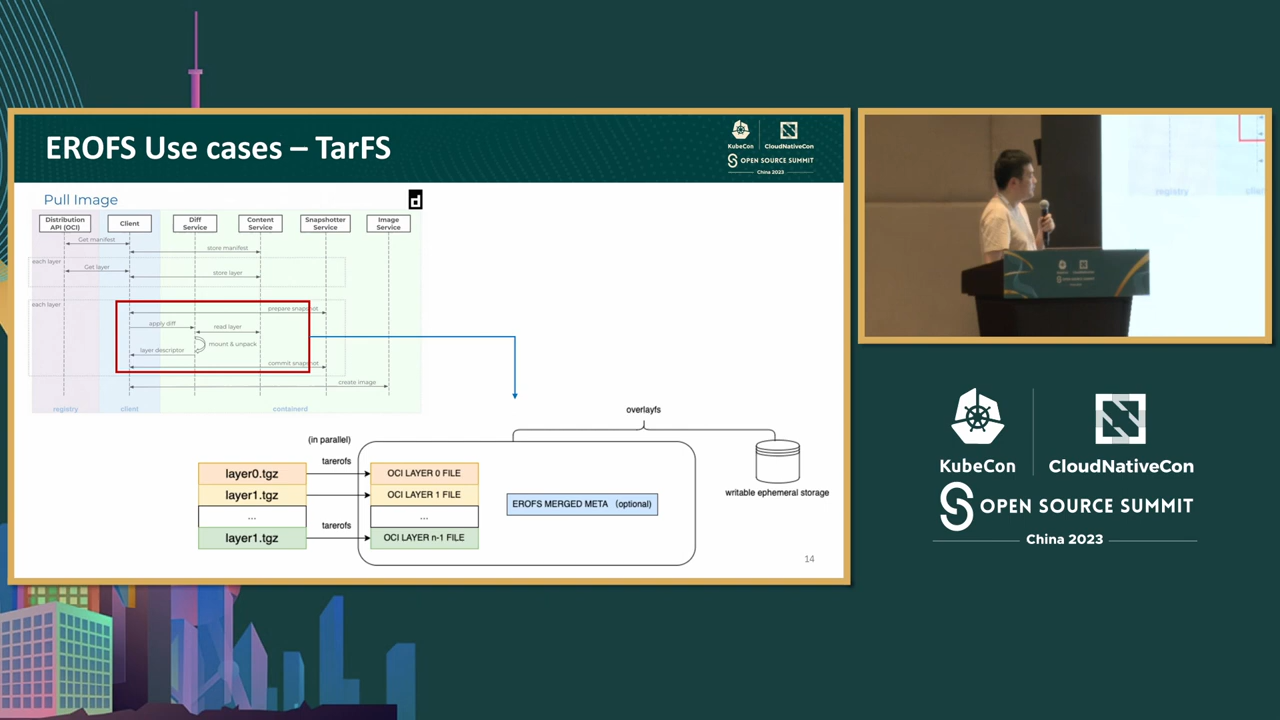 EROFS Use cases – TarFS
KubeCon
CloudNativeCon
OPEN SOURCE SUMMIT
China 2023
Pull Image
d
Distribution API (OCI)
Client
Diff Service
Content Service
Snapshotter Service
Image Service
Get manifest
store manifest
each layer
Get layer
store layer
each layer
prepare snapshot
apply diff
read layer
mount & unpack
layer descriptor
commit snapshot
create image
registry
client
containerd
overlayfs
(in parallel)
tarerofs
layer0.tgz
OCI LAYER 0 FILE
layer1.tgz
OCI LAYER 1 FILE
...
...
tarerofs
layer1.tgz
OCI LAYER n-1 FILE
EROFS MERGED META (optional)
writable ephemeral storage
14
registry
KubeCon
CloudNativeCon
OPEN SOURCE SUMMIT
China 2023